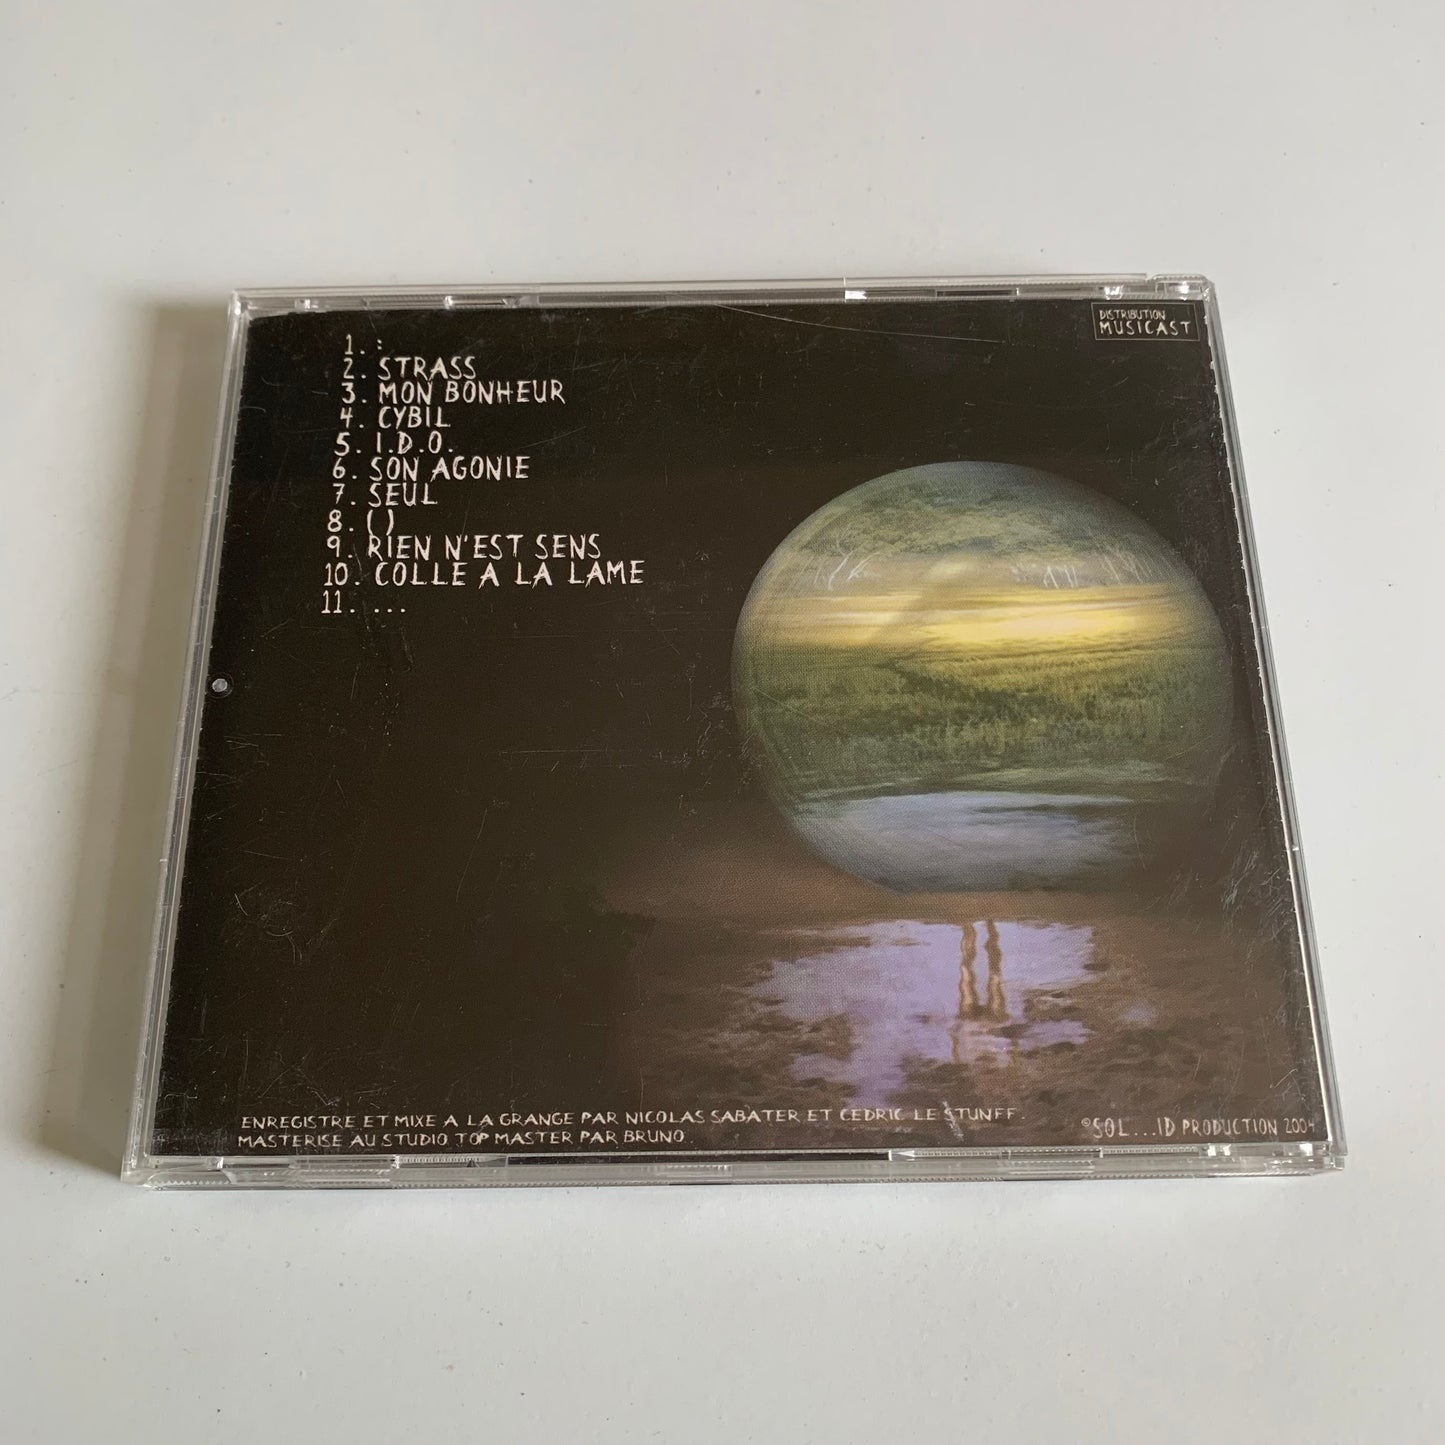 1. :
2. STRASS
3. MON BONHEUR
4. CYBIL
5. I.D.O.
6. SON AGONIE
7. SEUL
8. ( )
9. RIEN N'EST SENS
10. COLLE A LA LAME
11. ...
DISTRIBUTION
MUSICAST
ENREGISTRE ET MIXE A LA GRANGE PAR NICOLAS SABATER ET CEDRIC LE STUNFF.
MASTERISE AU STUDIO TOP MASTER PAR BRUNO.
©SOL...ID PRODUCTION 2004